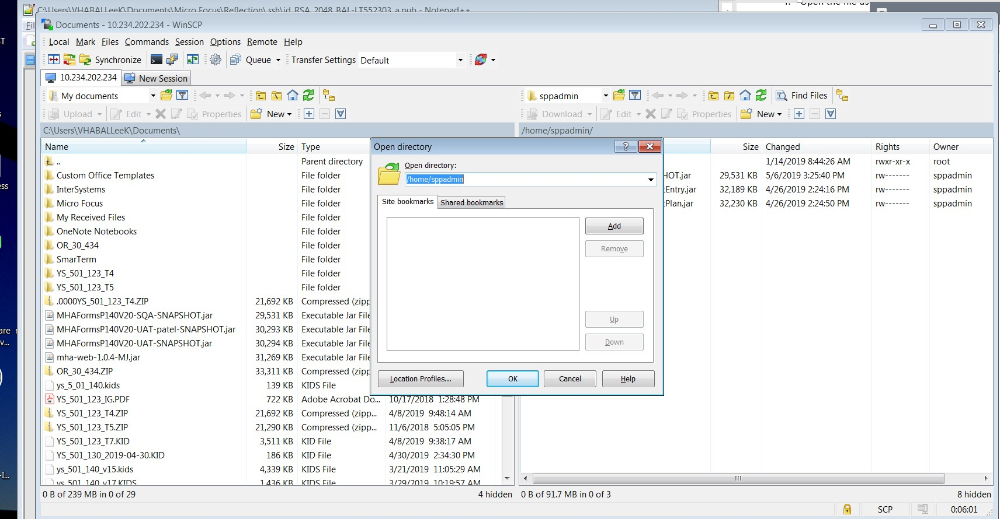 C:\Users\VHABALLeeK\Documents\Micro Focus\Reflection\.ssh\id_RSA_2048_BAL-LT552303_a.pub - Notepad++
Documents - 10.234.202.234 - WinSCP
Local Mark Files Commands Session Options Remote Help
Synchronize Queue Transfer Settings Default
10.234.202.234 New Session
My documents
Upload Edit Properties New
C:\Users\VHABALLeeK\Documents\
Name Size Type
.. Parent directory
Custom Office Templates File folder
InterSystems File folder
Micro Focus File folder
My Received Files File folder
OneNote Notebooks File folder
OR_30_434 File folder
SmarTerm File folder
YS_501_123_T4 File folder
YS_501_123_T5 File folder
.0000YS_501_123_T4.ZIP 21,692 KB Compressed (zipp
MHAFormsP140V20-SQA-SNAPSHOT.jar 29,531 KB Executable Jar File
MHAFormsP140V20-UAT-patel-SNAPSHOT.jar 30,293 KB Executable Jar File
MHAFormsP140V20-UAT-SNAPSHOT.jar 30,294 KB Executable Jar File
mha-web-1.0.4-MJ.jar 31,269 KB Executable Jar File
OR_30_434.ZIP 33,311 KB Compressed (zipp
ys_5_01_140.kids 139 KB KIDS File
YS_501_123_IG.PDF 722 KB Adobe Acrobat Do... 10/17/2018 1:28:48 PM
YS_501_123_T4.ZIP 21,692 KB Compressed (zipp... 4/8/2019 9:48:14 AM
YS_501_123_T5.ZIP 21,290 KB Compressed (zipp... 11/6/2018 5:05:05 PM
YS_501_123_T7.KID 3,511 KB KID File 4/8/2019 9:38:17 AM
YS_501_130_2019-04-30.KID 186 KB KID File 4/30/2019 2:34:30 PM
ys_501_140_v15.kids 4,339 KB KIDS File 3/21/2019 11:05:29 AM
ys_501_140_v17.KIDS 1,436 KB KIDS File 3/29/2019 10:19:57 AM
0 B of 239 MB in 0 of 29 4 hidden
sppadmin Find Files
Download Edit Properties New
/home/sppadmin/
Size Changed Rights Owner
1/14/2019 8:44:26 AM rwxr-xr-x root
HOT.jar 29,531 KB 5/6/2019 3:25:40 PM rw------- sppadmin
tEntry.jar 32,189 KB 4/26/2019 2:24:16 PM rw------- sppadmin
tPlan.jar 32,230 KB 4/26/2019 2:24:50 PM rw------- sppadmin
0 B of 91.7 MB in 0 of 3 8 hidden
Open directory
Open directory:
/home/sppadmin
Site bookmarks Shared bookmarks
Add
Remove
Up
Down
Location Profiles... OK Cancel Help
SCP 0:06:01